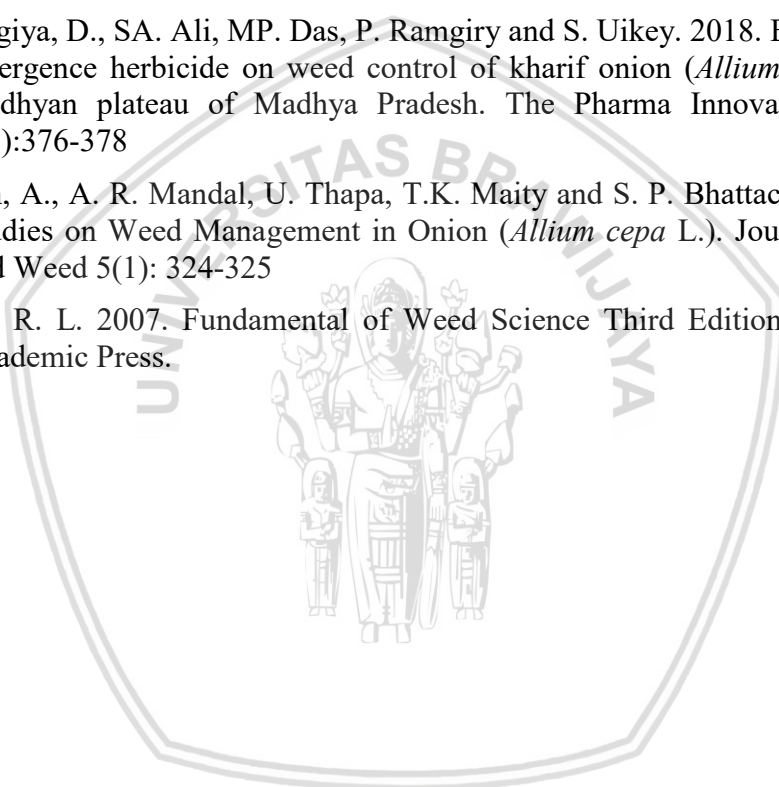 giya, D., SA. Ali, MP. Das, P. Ramgiry and S. Uikey. 2018.
ergence herbicide on weed control of kharif onion (Allium
dhyan plateau of Madhya Pradesh. The Pharma Innova
):376-378
, A., A. R. Mandal, U. Thapa, T.K. Maity and S. P. Bhattac
dies on Weed Management in Onion (Allium cepa L.). Jou
Weed 5(1): 324-325
R. L. 2007. Fundamental of Weed Science Third Edition
ademic Press.
UNIVERSITAS BRAWIJAYA